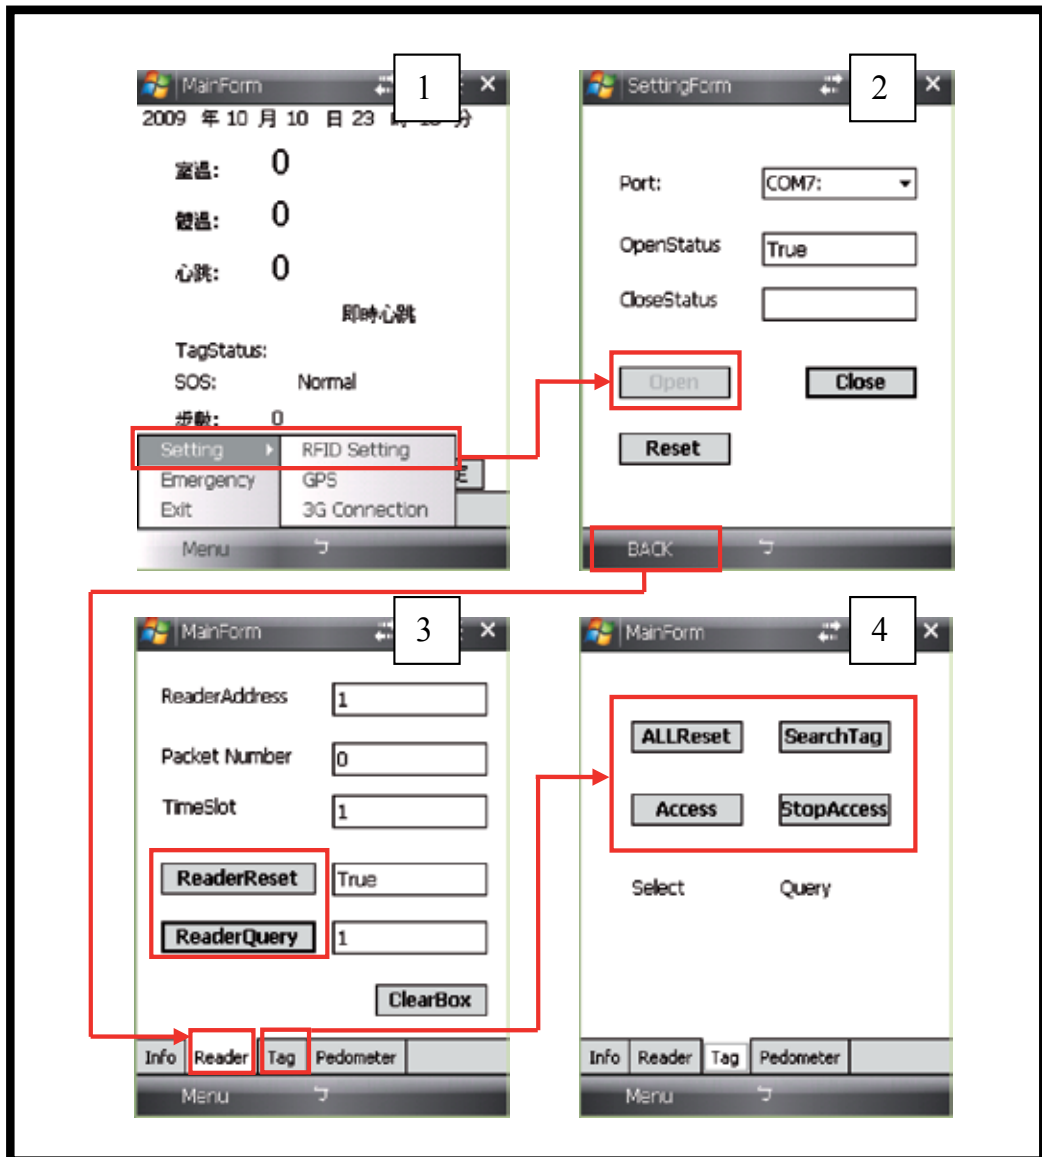 MainForm
1
2009 年 10 月 10 日 23 分
室溫: 0
體溫: 0
心跳: 0
即時心跳
TagStatus:
SOS: Normal
步數: 0
Setting RFID Setting
Emergency GPS
Exit 3G Connection
Menu
SettingForm
2
Port: COM7:
OpenStatus True
CloseStatus
Open Close
Reset
BACK
MainForm
3
ReaderAddress 1
Packet Number 0
TimeSlot 1
ReaderReset True
ReaderQuery 1
ClearBox
Info Reader Tag Pedometer
Menu
MainForm
4
ALLReset SearchTag
Access StopAccess
Select Query
Info Reader Tag Pedometer
Menu